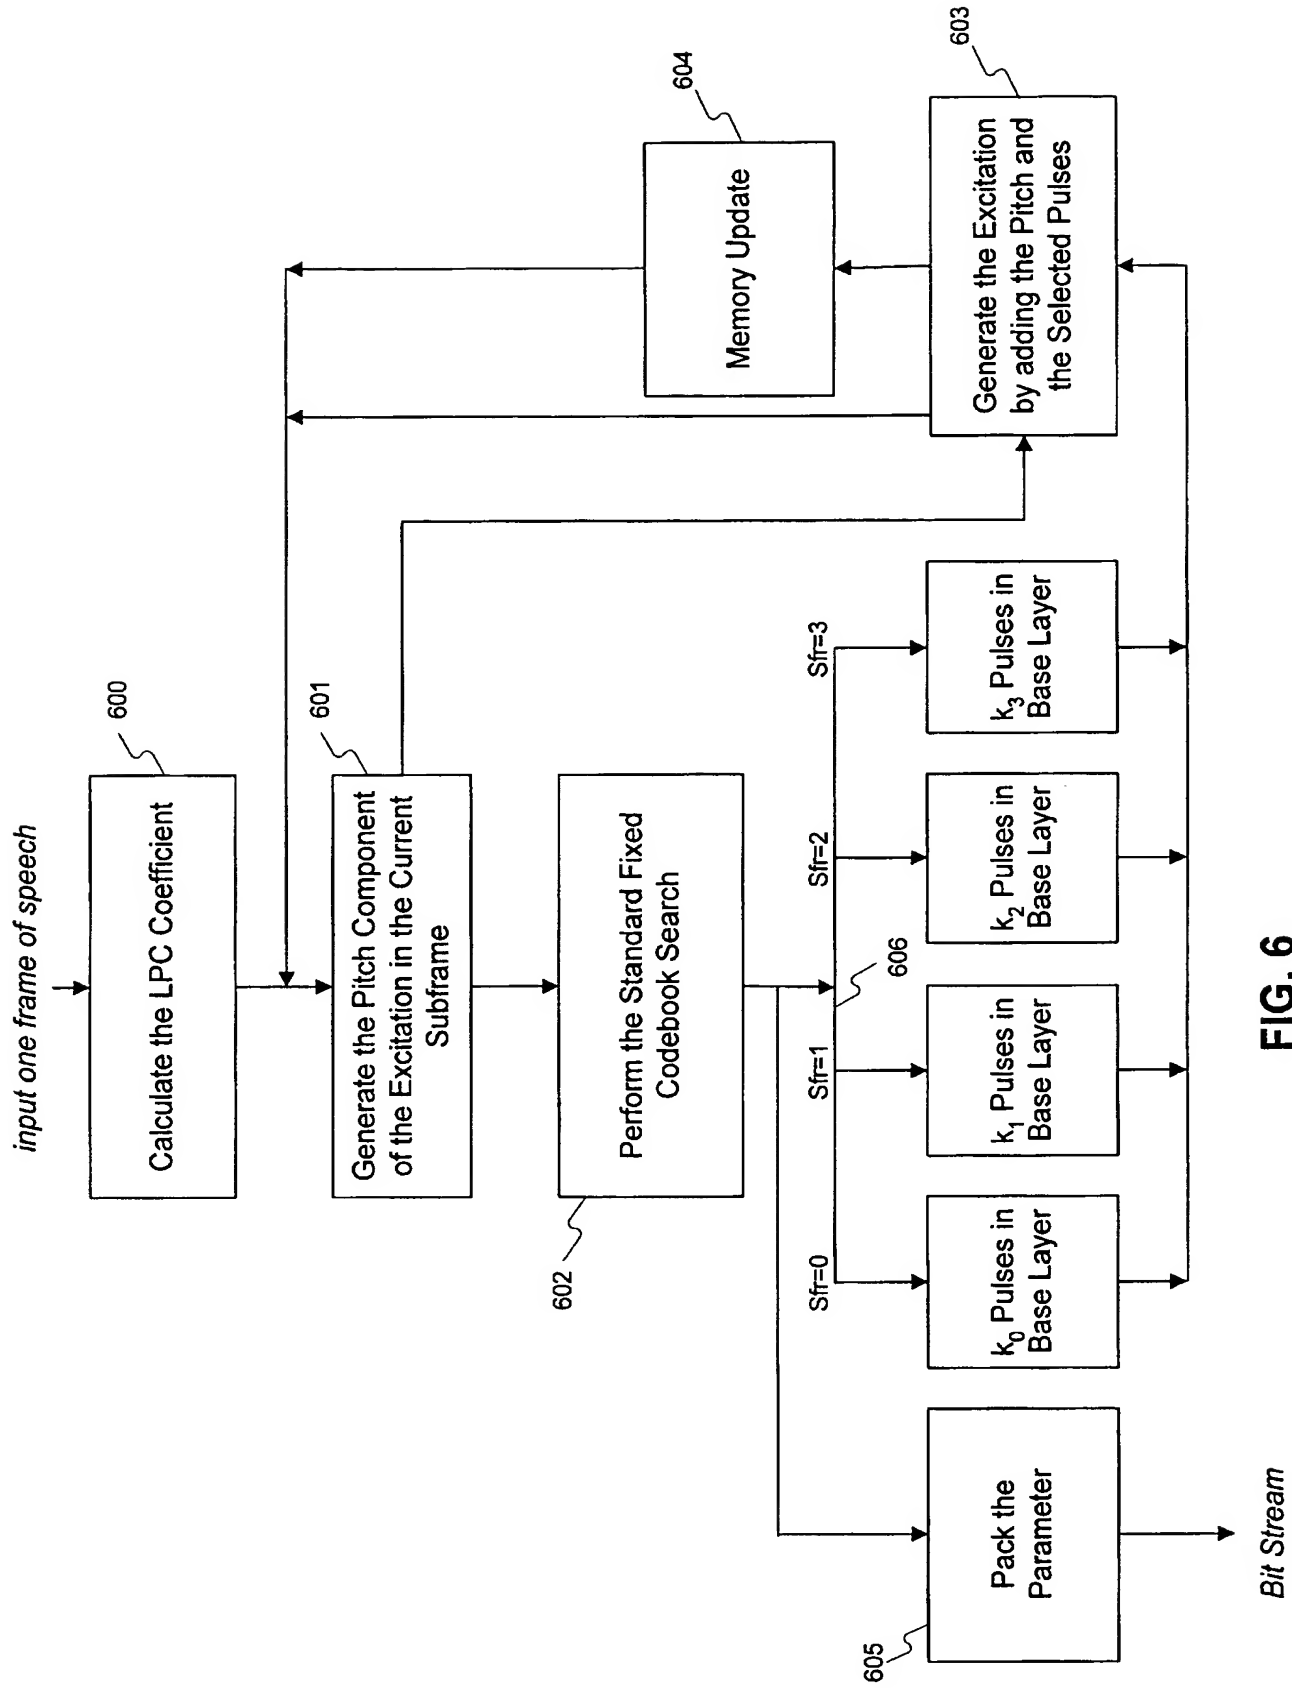 input one frame of speech
600
Calculate the LPC Coefficient
601
Generate the Pitch Component
of the Excitation in the Current
Subframe
602
Perform the Standard Fixed
Codebook Search
604
Memory Update
603
Generate the Excitation
by adding the Pitch and
the Selected Pulses
Sfr=0
Sfr=1
606
Sfr=2
Sfr=3
605
Pack the
Parameter
k₀ Pulses in
Base Layer
k₁ Pulses in
Base Layer
k₂ Pulses in
Base Layer
k₃ Pulses in
Base Layer
Bit Stream
FIG. 6